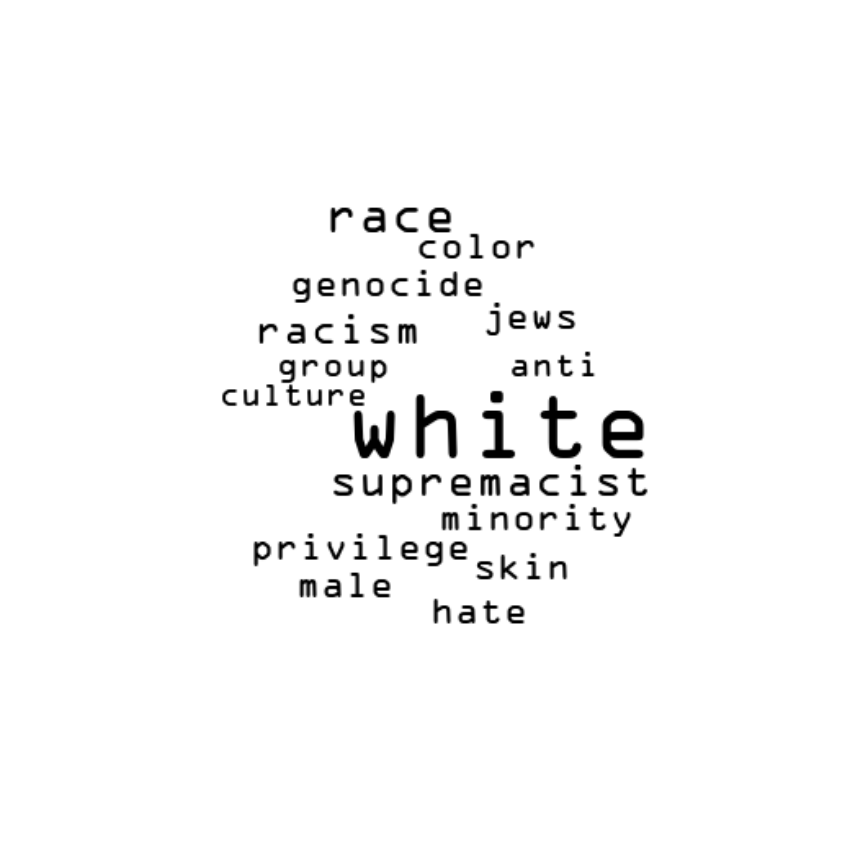 race
color
genocide
jews
racism
group
anti
culture
white
supremacist
minority
privilege
skin
male
hate